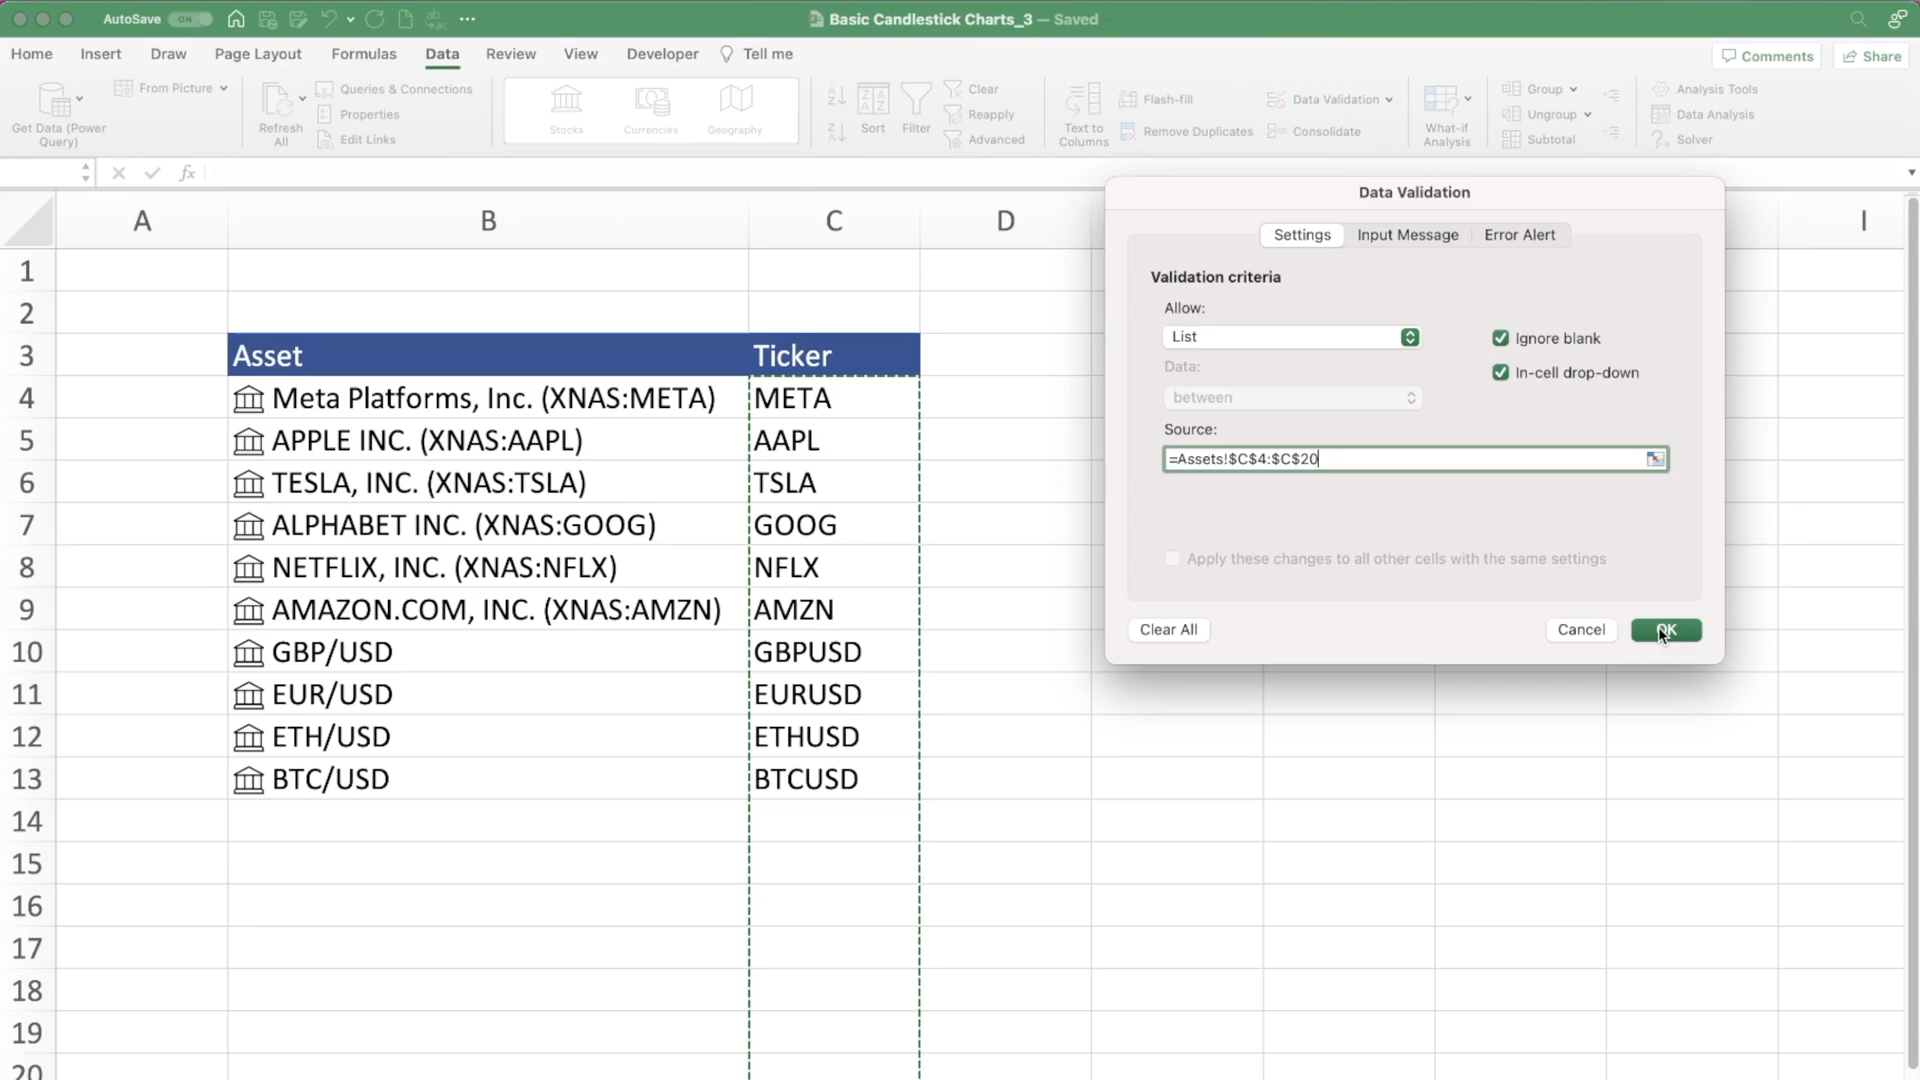 AutoSave ON
Basic Candlestick Charts_3 — Saved
Home Insert Draw Page Layout Formulas Data Review View Developer Tell me
Comments Share
Get Data (Power Query)
From Picture
Refresh All
Queries & Connections
Properties
Edit Links
Stocks Currencies Geography
Sort Filter
Clear
Reapply
Advanced
Text to Columns
Flash-fill
Remove Duplicates
Data Validation
Consolidate
What-if Analysis
Group
Ungroup
Subtotal
Analysis Tools
Data Analysis
Solver
fx
A B C D I
1
2
3 Asset Ticker
4 Meta Platforms, Inc. (XNAS:META) META
5 APPLE INC. (XNAS:AAPL) AAPL
6 TESLA, INC. (XNAS:TSLA) TSLA
7 ALPHABET INC. (XNAS:GOOG) GOOG
8 NETFLIX, INC. (XNAS:NFLX) NFLX
9 AMAZON.COM, INC. (XNAS:AMZN) AMZN
10 GBP/USD GBPUSD
11 EUR/USD EURUSD
12 ETH/USD ETHUSD
13 BTC/USD BTCUSD
14
15
16
17
18
19
20
Data Validation
Settings Input Message Error Alert
Validation criteria
Allow:
List
Ignore blank
Data:
In-cell drop-down
between
Source:
=Assets!$C$4:$C$20
Apply these changes to all other cells with the same settings
Clear All Cancel OK